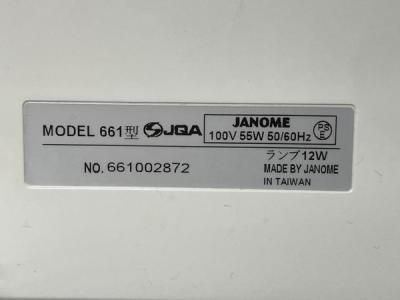 MODEL 661型 JQA JANOME 100V 55W 50/60Hz PSE
ランプ12W
NO. 661002872 MADE BY JANOME
IN TAIWAN